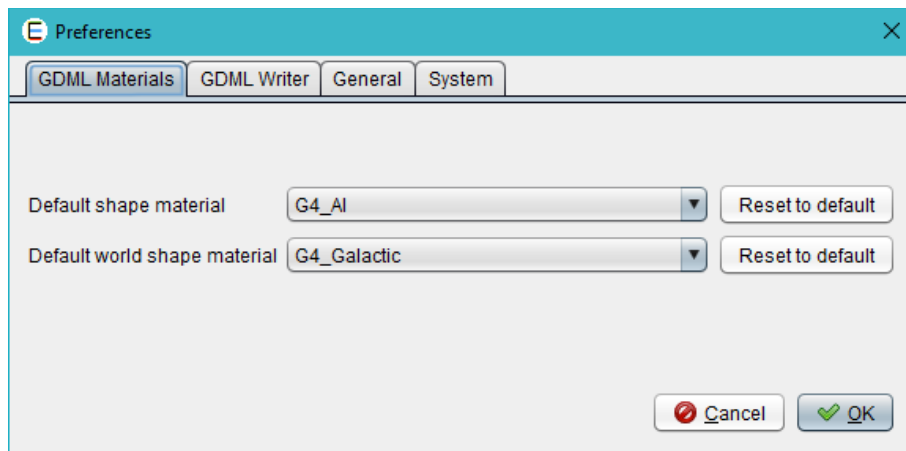 Preferences
GDML Materials GDML Writer General System
Default shape material G4_Al Reset to default
Default world shape material G4_Galactic Reset to default
Cancel OK